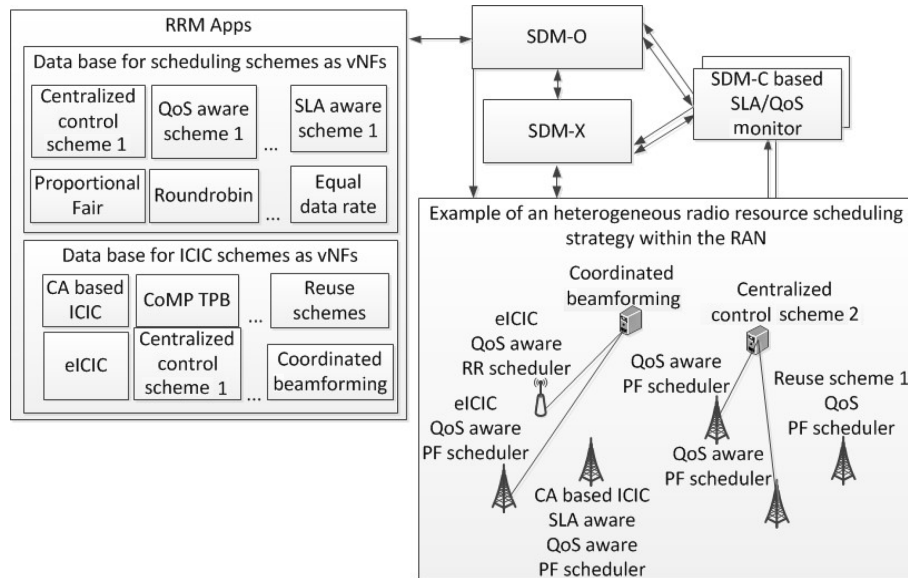 RRM Apps
Data base for scheduling schemes as vNFs
Centralized
control
scheme 1
QoS aware
scheme 1
...
SLA aware
scheme 1
Proportional
Fair
Roundrobin
...
Equal
data rate
Data base for ICIC schemes as vNFs
CA based
ICIC
CoMP TPB
...
Reuse
schemes
eICIC
Centralized
control
scheme 1
...
Coordinated
beamforming
SDM-O
SDM-X
SDM-C based
SLA/QoS
monitor
Example of an heterogeneous radio resource scheduling
strategy within the RAN
Coordinated
beamforming
Centralized
control scheme 2
eICIC
QoS aware
RR scheduler
QoS aware
PF scheduler
Reuse scheme 1
QoS
PF scheduler
eICIC
QoS aware
PF scheduler
QoS aware
PF scheduler
CA based ICIC
SLA aware
QoS aware
PF scheduler